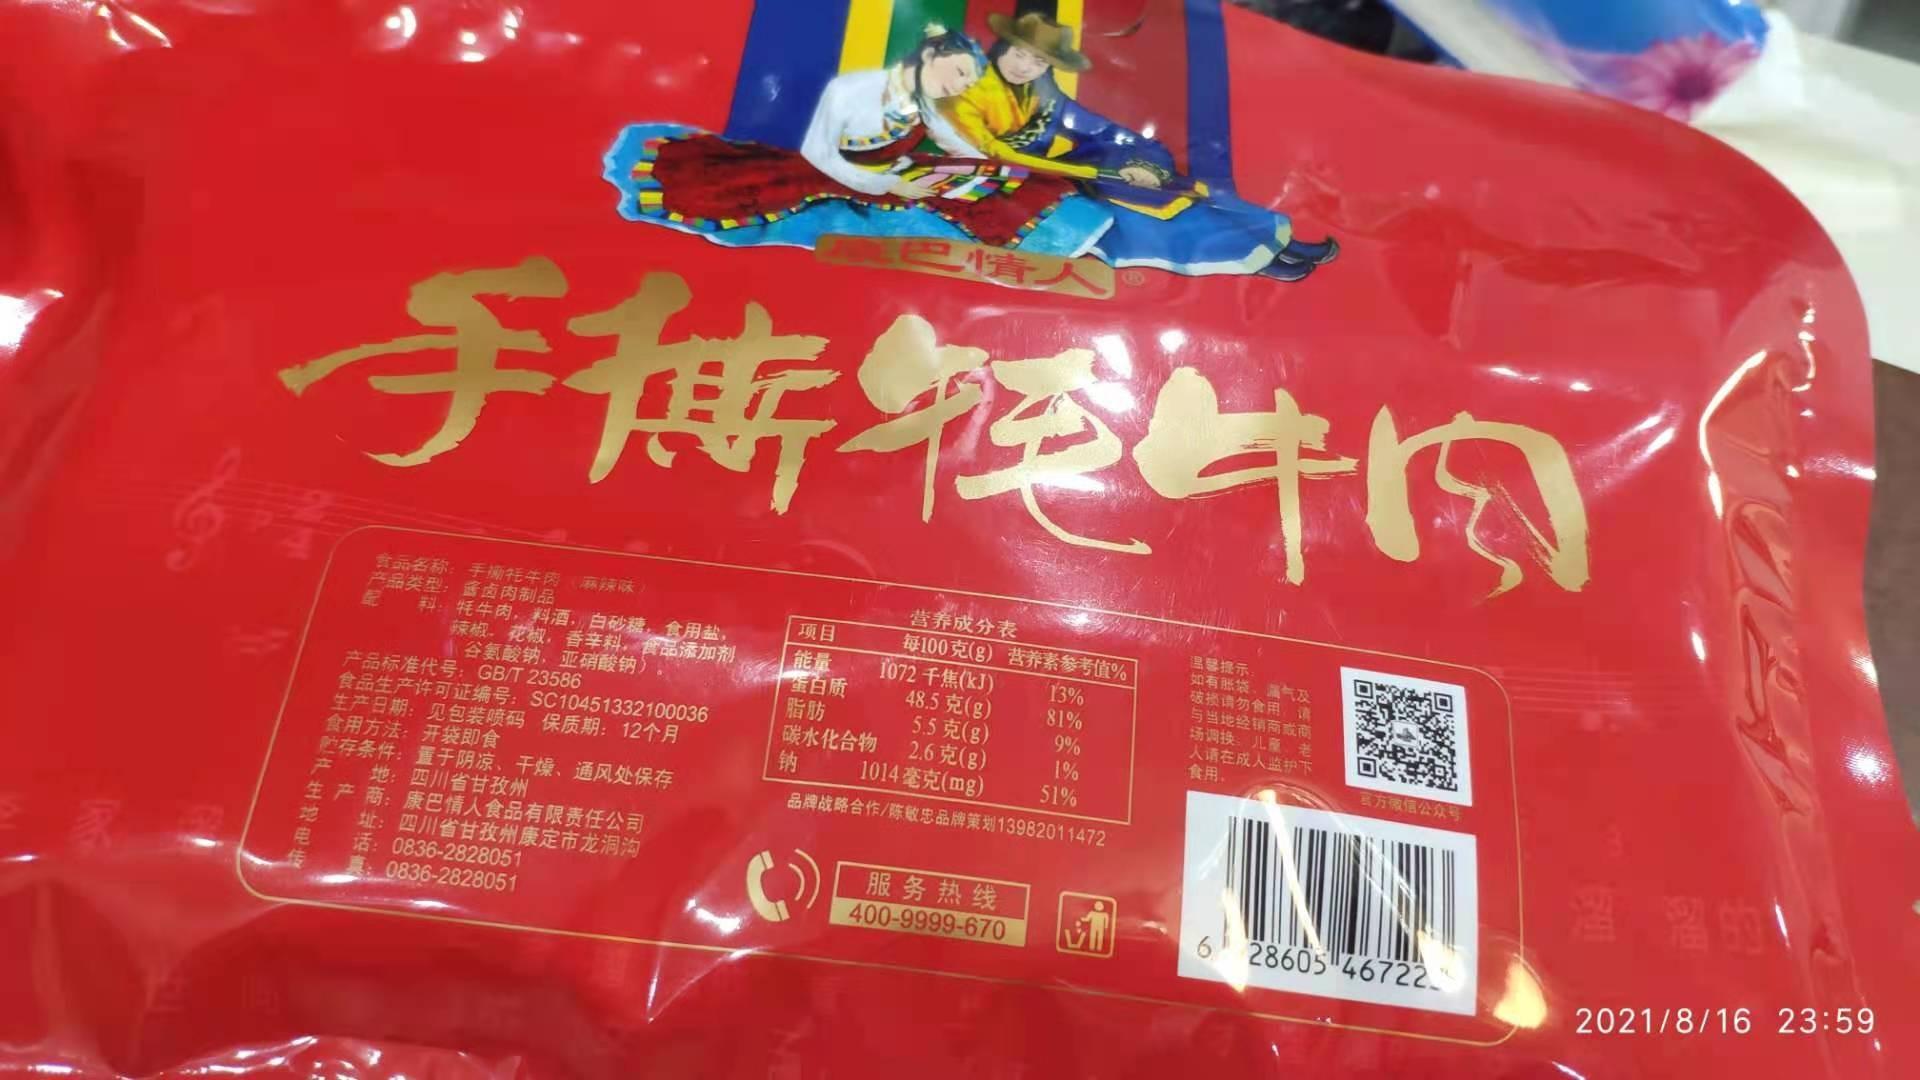 康巴情人®
手撕牦牛肉
食品名称：手撕牦牛肉（麻辣味）
产品类型：酱卤肉制品
配 料：牦牛肉，料酒，白砂糖，食用盐，
辣椒，花椒，香辛料，食品添加剂
谷氨酸钠，亚硝酸钠）。
产品标准代号：GB/T 23586
食品生产许可证编号：SC10451332100036
生产日期：见包装喷码 保质期：12个月
食用方法：开袋即食
贮存条件：置于阴凉、干燥、通风处保存
产 地：四川省甘孜州
生 产 商：康巴情人食品有限责任公司
地 址：四川省甘孜州康定市龙洞沟
电 话：0836-2828051
传 真：0836-2828051
营养成分表
项目 每100克(g) 营养素参考值%
能量 1072 千焦(kJ) 13%
蛋白质 48.5 克(g) 81%
脂肪 5.5 克(g) 9%
碳水化合物 2.6 克(g) 1%
钠 1014 毫克(mg) 51%
品牌战略合作/陈敏忠品牌策划13982011472
服务热线
400-9999-670
温馨提示：
如有胀袋、漏气及
破损请勿食用，请
与当地经销商或商
场调换。儿童、老
人请在成人监护下
食用。
官方微信公众号
6 28605 46722
2021/8/16 23:59